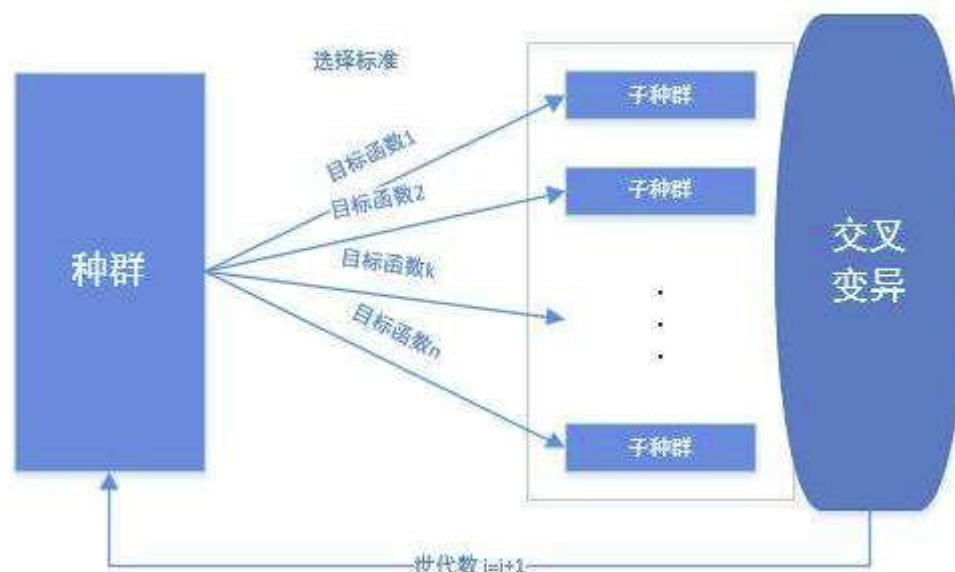 选择标准
子种群
目标函数1
目标函数2
子种群
种群
目标函数k
交叉
变异
目标函数n
子种群
世代数 i=i+1